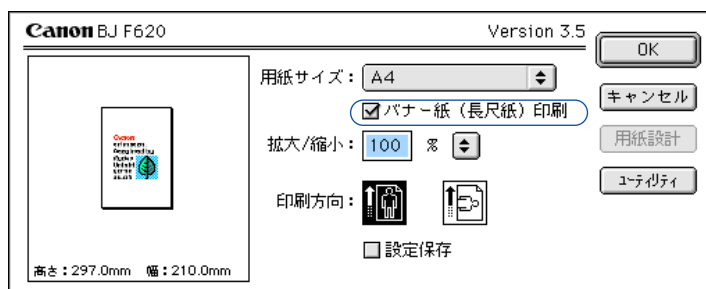 Canon BJ F620
Version 3.5
OK
用紙サイズ：A4
バナー紙（長尺紙）印刷
キャンセル
拡大/縮小：100 %
用紙設計
印刷方向：
ユーティリティ
設定保存
Canon
高さ：297.0mm 幅：210.0mm